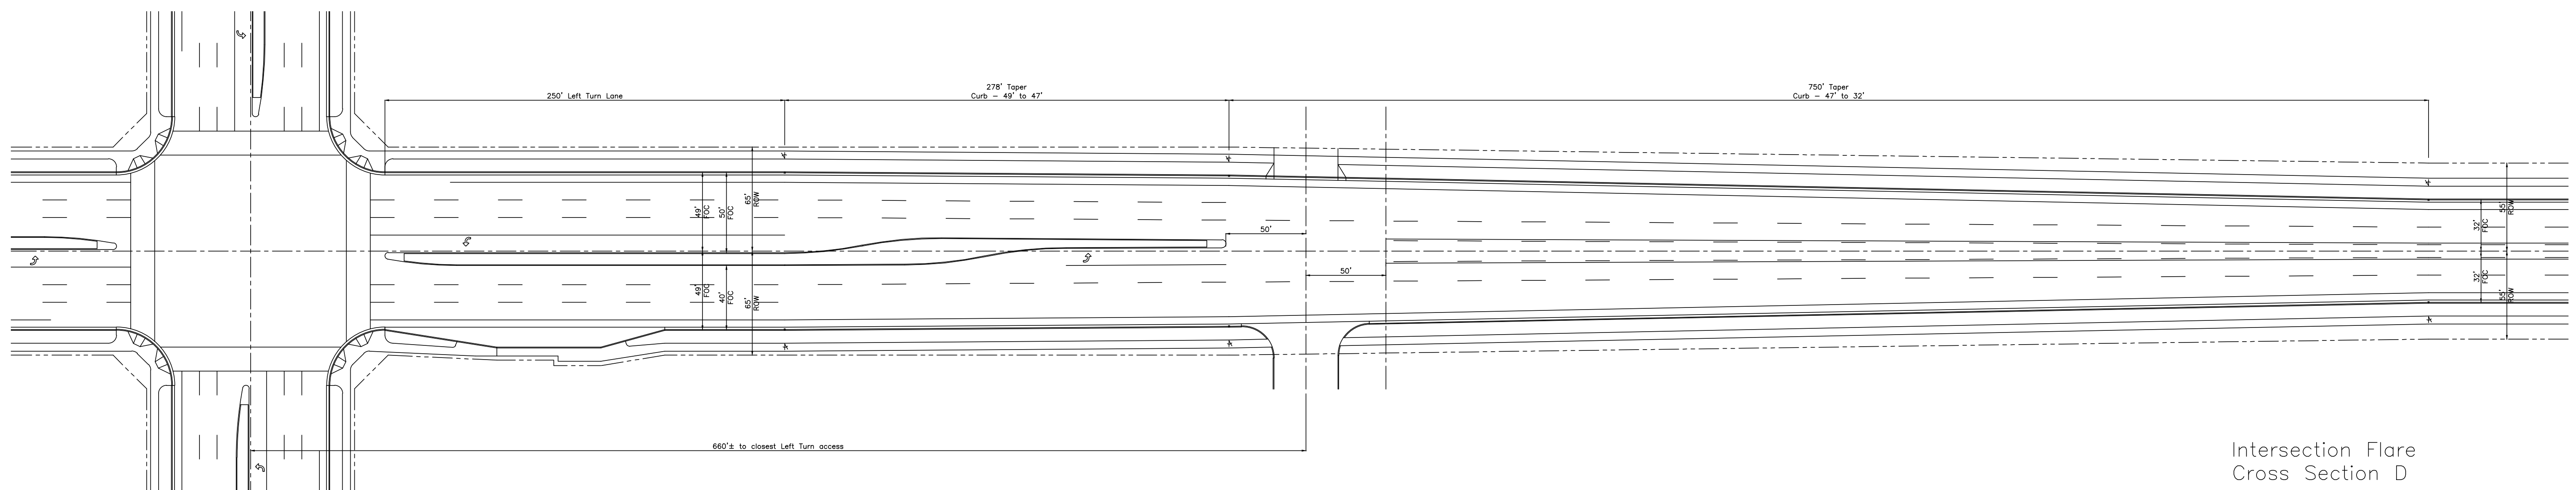 278' Taper
750' Taper
250' Left Turn Lane
Curb - 49' to 47'
Curb - 47' to 32'
49'
FOC
50'
FOC
65'
ROW
50'
32'
FOC
55'
ROW
50'
49'
FOC
40'
FOC
65'
ROW
32'
FOC
55'
ROW
660'± to closest Left Turn access
Intersection Flare
Cross Section D